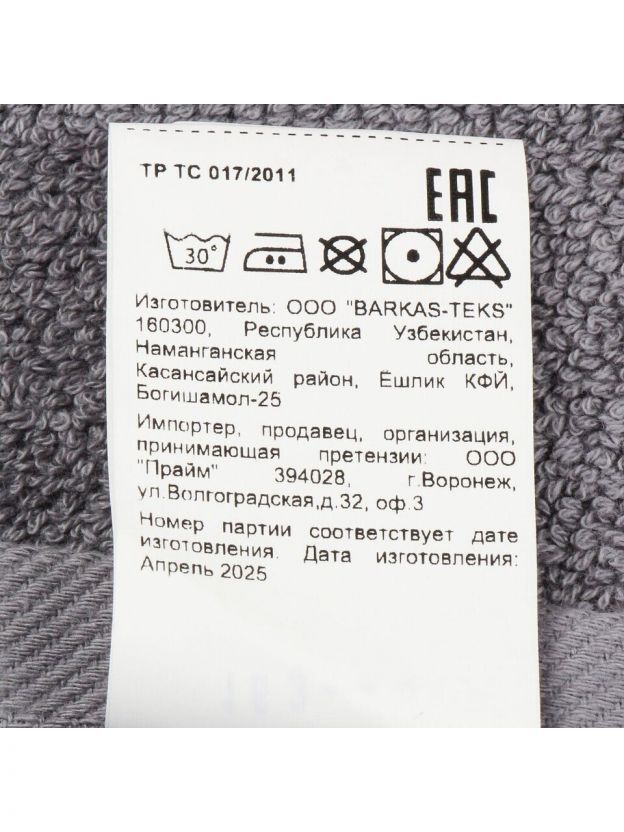 ТР ТС 017/2011
EAC
30°
Изготовитель: ООО "BARKAS-TEKS"
160300, Республика Узбекистан,
Наманганская область,
Касансайский район, Ёшлик КФЙ,
Богишамол-25
Импортер, продавец, организация,
принимающая претензии: ООО
"Прайм" 394028, г.Воронеж,
ул.Волгоградская,д.32, оф.3
Номер партии соответствует дате
изготовления. Дата изготовления:
Апрель 2025